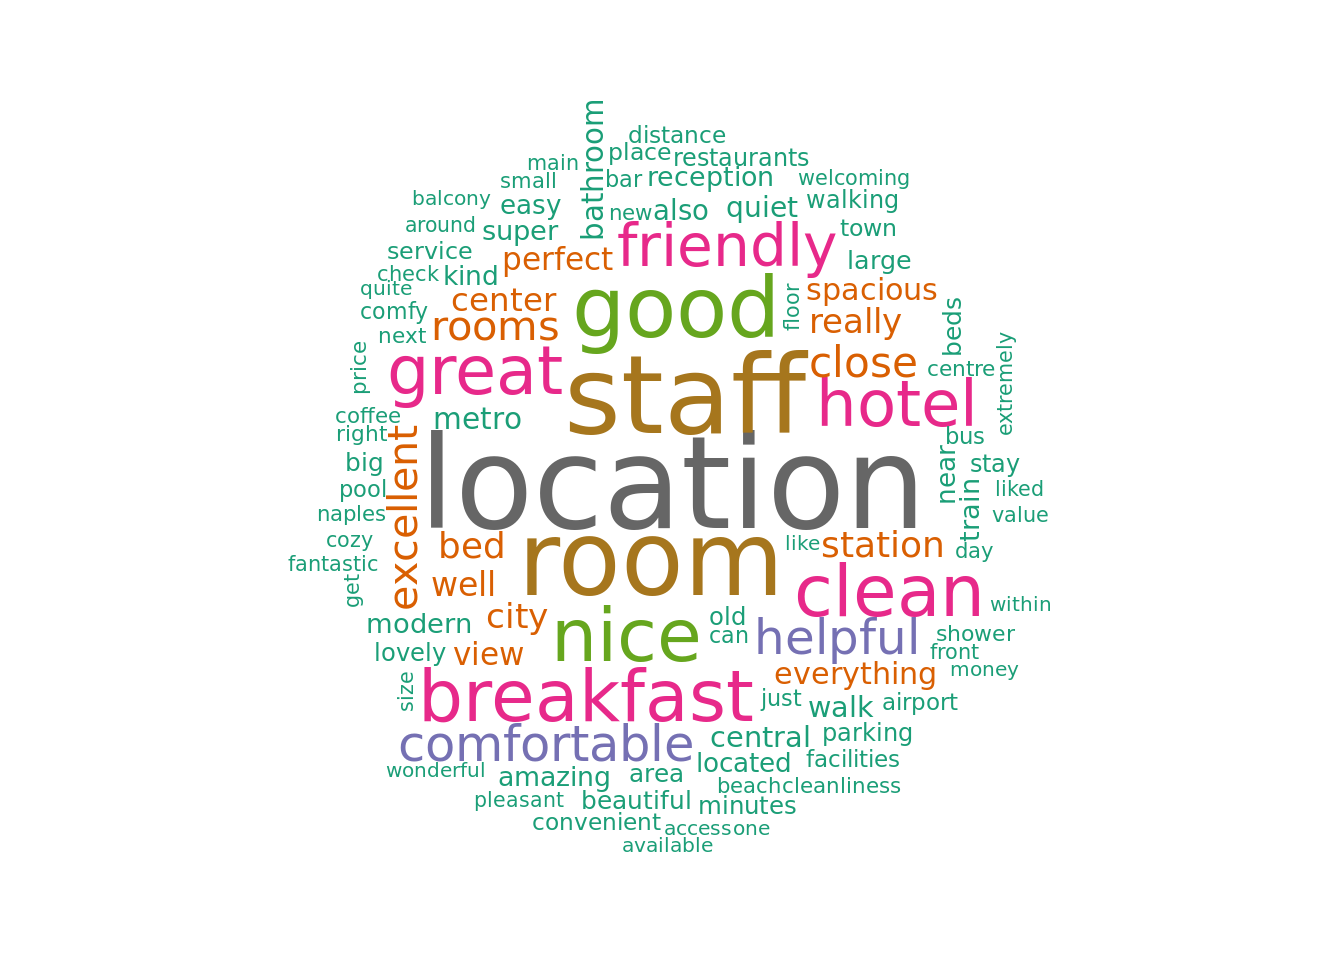 bathroom
distance
place
restaurants
main
small
bar
reception
welcoming
balcony
easy
new
also
quiet
walking
around
super
friendly
town
service
perfect
large
check
kind
quite
center
good
floor
spacious
comfy
rooms
really
beds
next
great
staff
close
centre
price
hotel
extremely
coffee
metro
right
excellent
location
bus
big
near
stay
pool
train
liked
naples
value
cozy
bed
room
like
station
day
fantastic
get
well
clean
within
modern
city
nice
old
can
helpful
shower
lovely
view
front
everything
money
size
breakfast
just
walk
airport
comfortable
central
parking
wonderful
amazing
area
located
facilities
beach
cleanliness
pleasant
beautiful
minutes
convenient
access
one
available